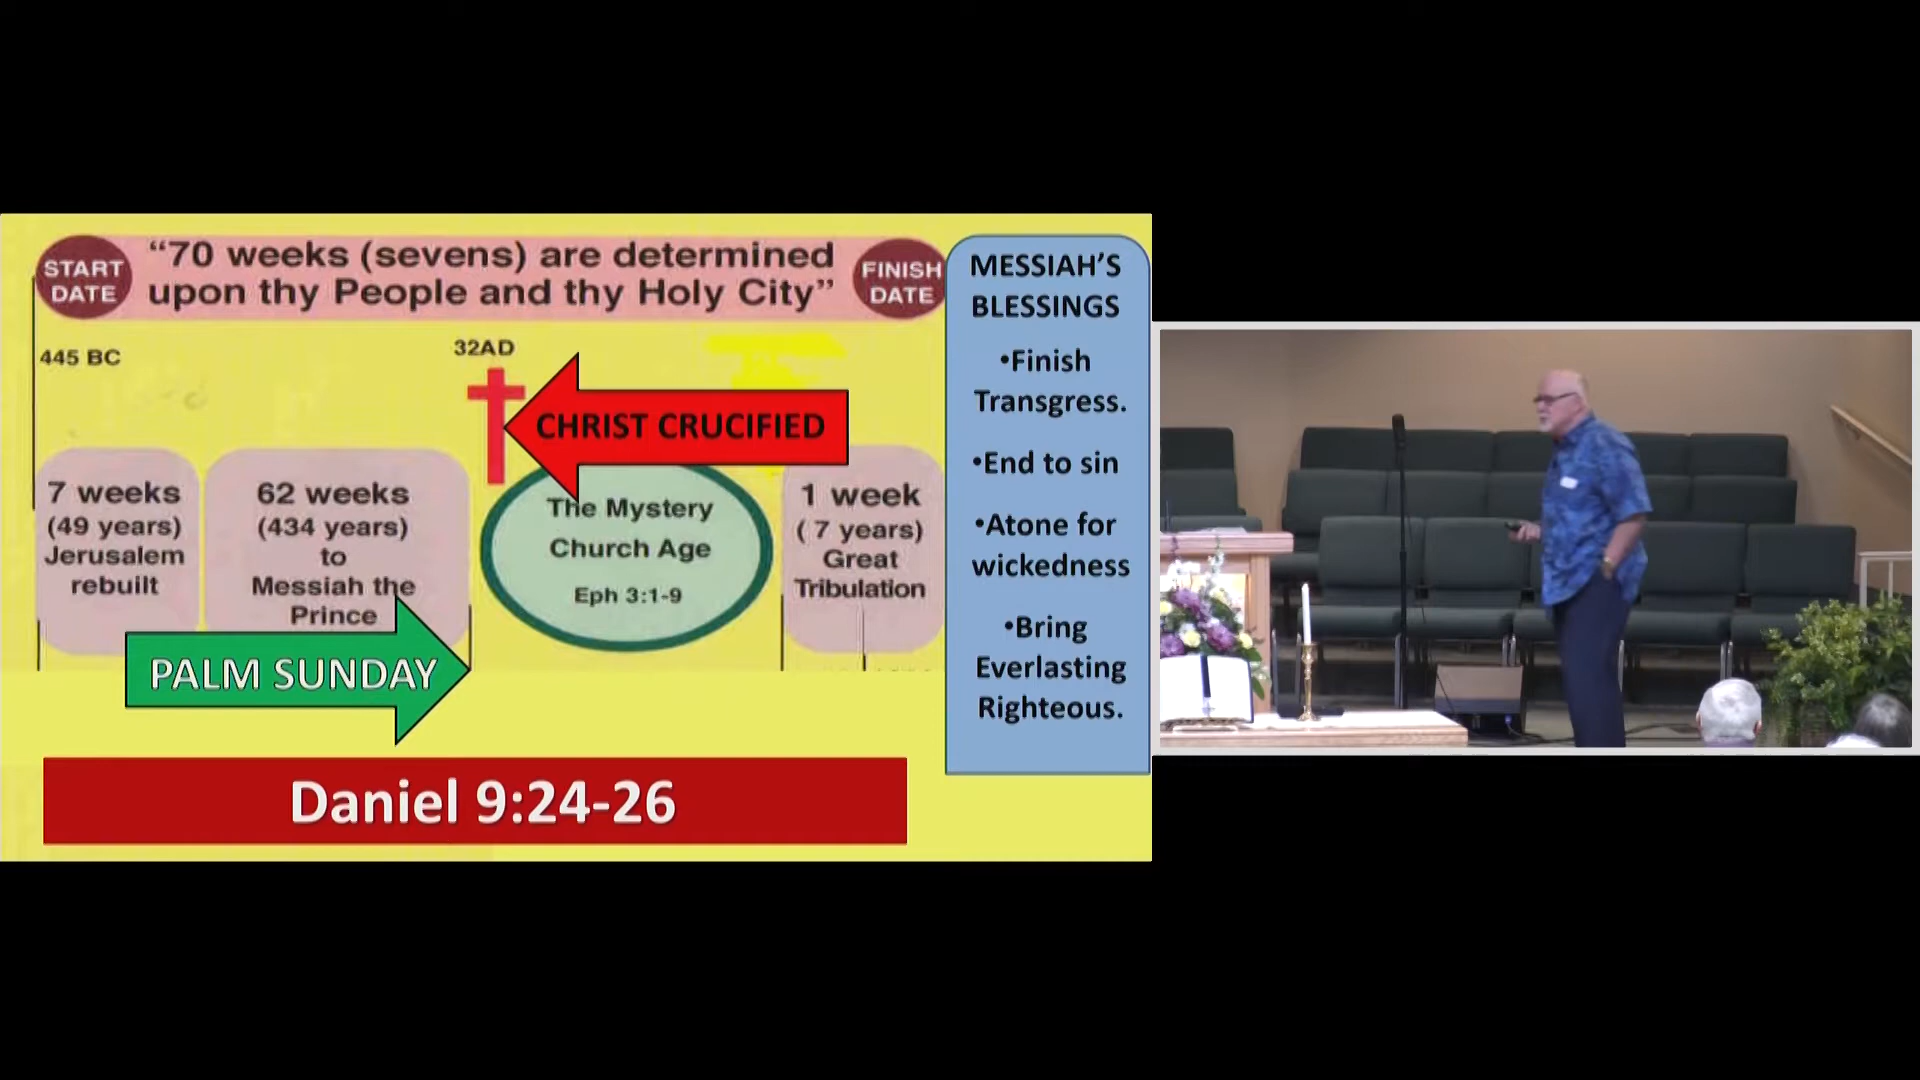 START
DATE
“70 weeks (sevens) are determined
upon thy People and thy Holy City”
FINISH
DATE
445 BC
32AD
CHRIST CRUCIFIED
7 weeks
(49 years)
Jerusalem
rebuilt
62 weeks
(434 years)
to
Messiah the
Prince
The Mystery
Church Age
Eph 3:1-9
1 week
( 7 years)
Great
Tribulation
PALM SUNDAY
Daniel 9:24-26
MESSIAH’S
BLESSINGS
•Finish
Transgress.
•End to sin
•Atone for
wickedness
•Bring
Everlasting
Righteous.